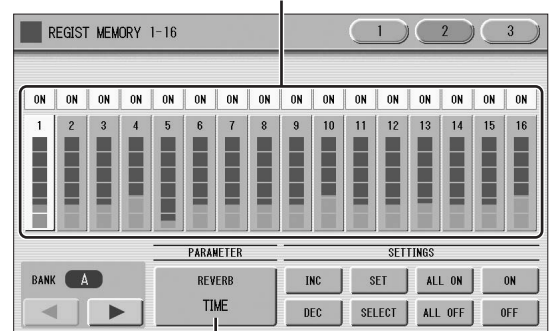 REGIST MEMORY 1-16 1 2 3
ON ON ON ON ON ON ON ON ON ON ON ON ON ON ON ON
1 2 3 4 5 6 7 8 9 10 11 12 13 14 15 16
PARAMETER SETTINGS
BANK A REVERB INC SET ALL ON ON
TIME DEC SELECT ALL OFF OFF